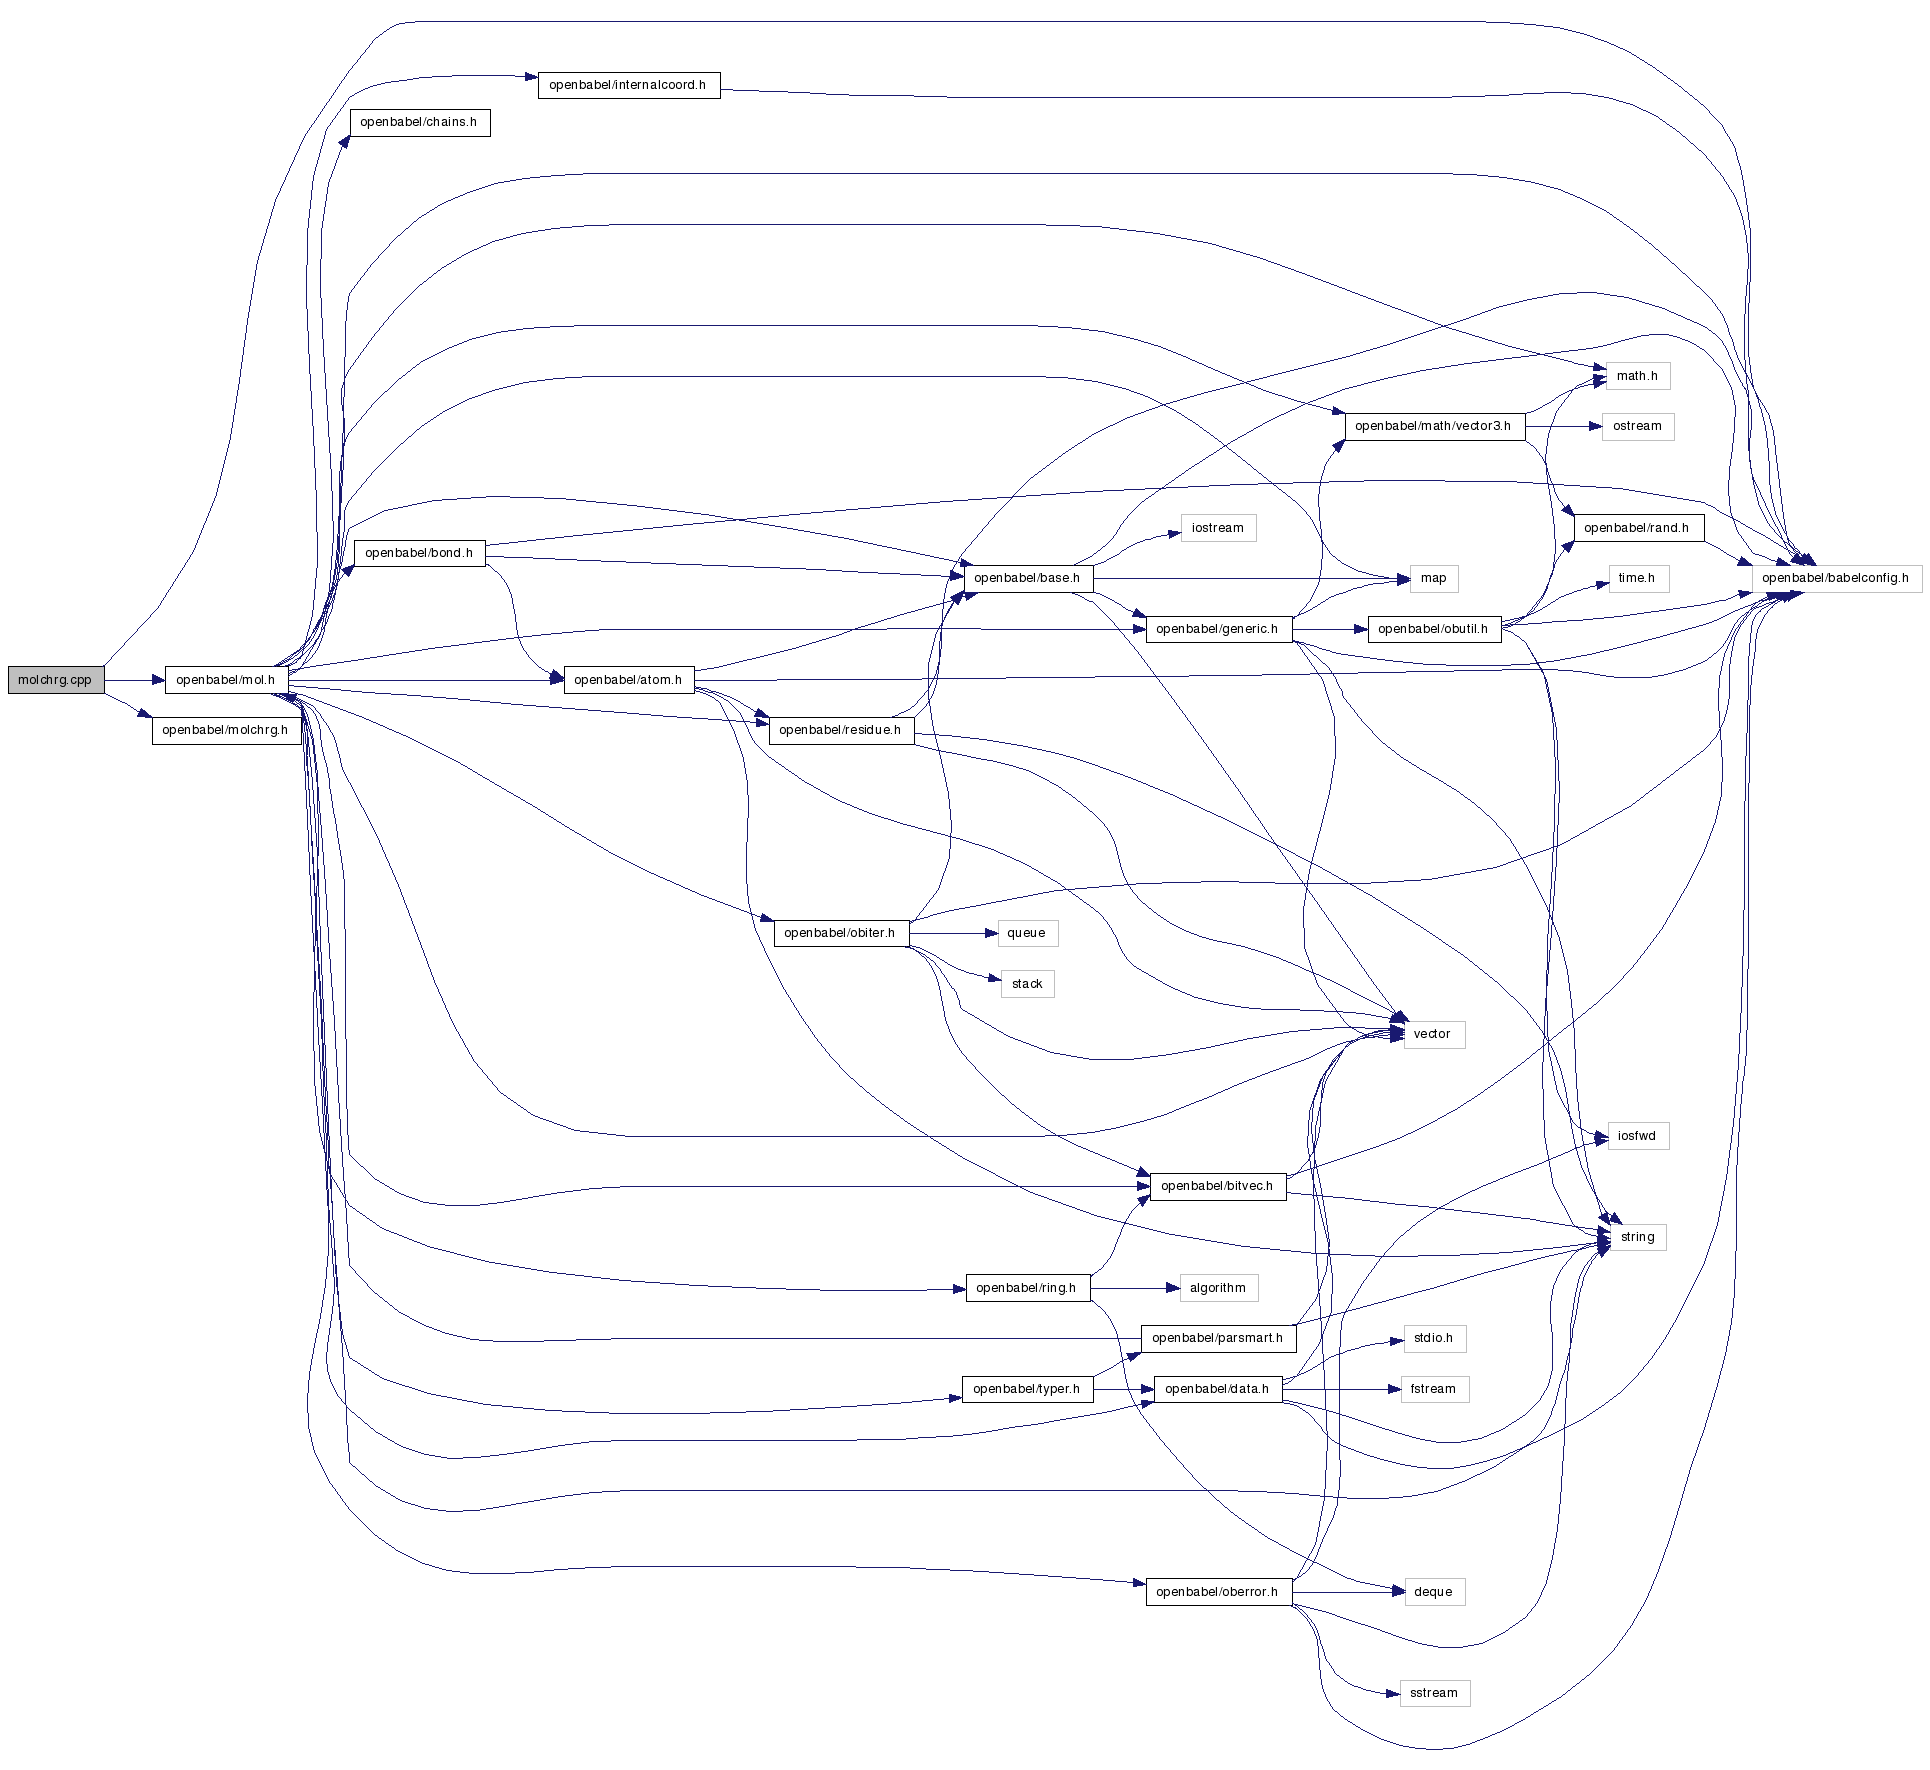 openbabel/internalcoord.h
openbabel/chains.h
math.h
openbabel/math/vector3.h
ostream
iostream
openbabel/rand.h
openbabel/bond.h
openbabel/base.h
map
time.h
openbabel/babelconfig.h
openbabel/generic.h
openbabel/obutil.h
molchrg.cpp
openbabel/mol.h
openbabel/atom.h
openbabel/molchrg.h
openbabel/residue.h
openbabel/obiter.h
queue
stack
vector
iosfwd
openbabel/bitvec.h
string
openbabel/ring.h
algorithm
openbabel/parsmart.h
stdio.h
openbabel/typer.h
openbabel/data.h
fstream
openbabel/oberror.h
deque
sstream